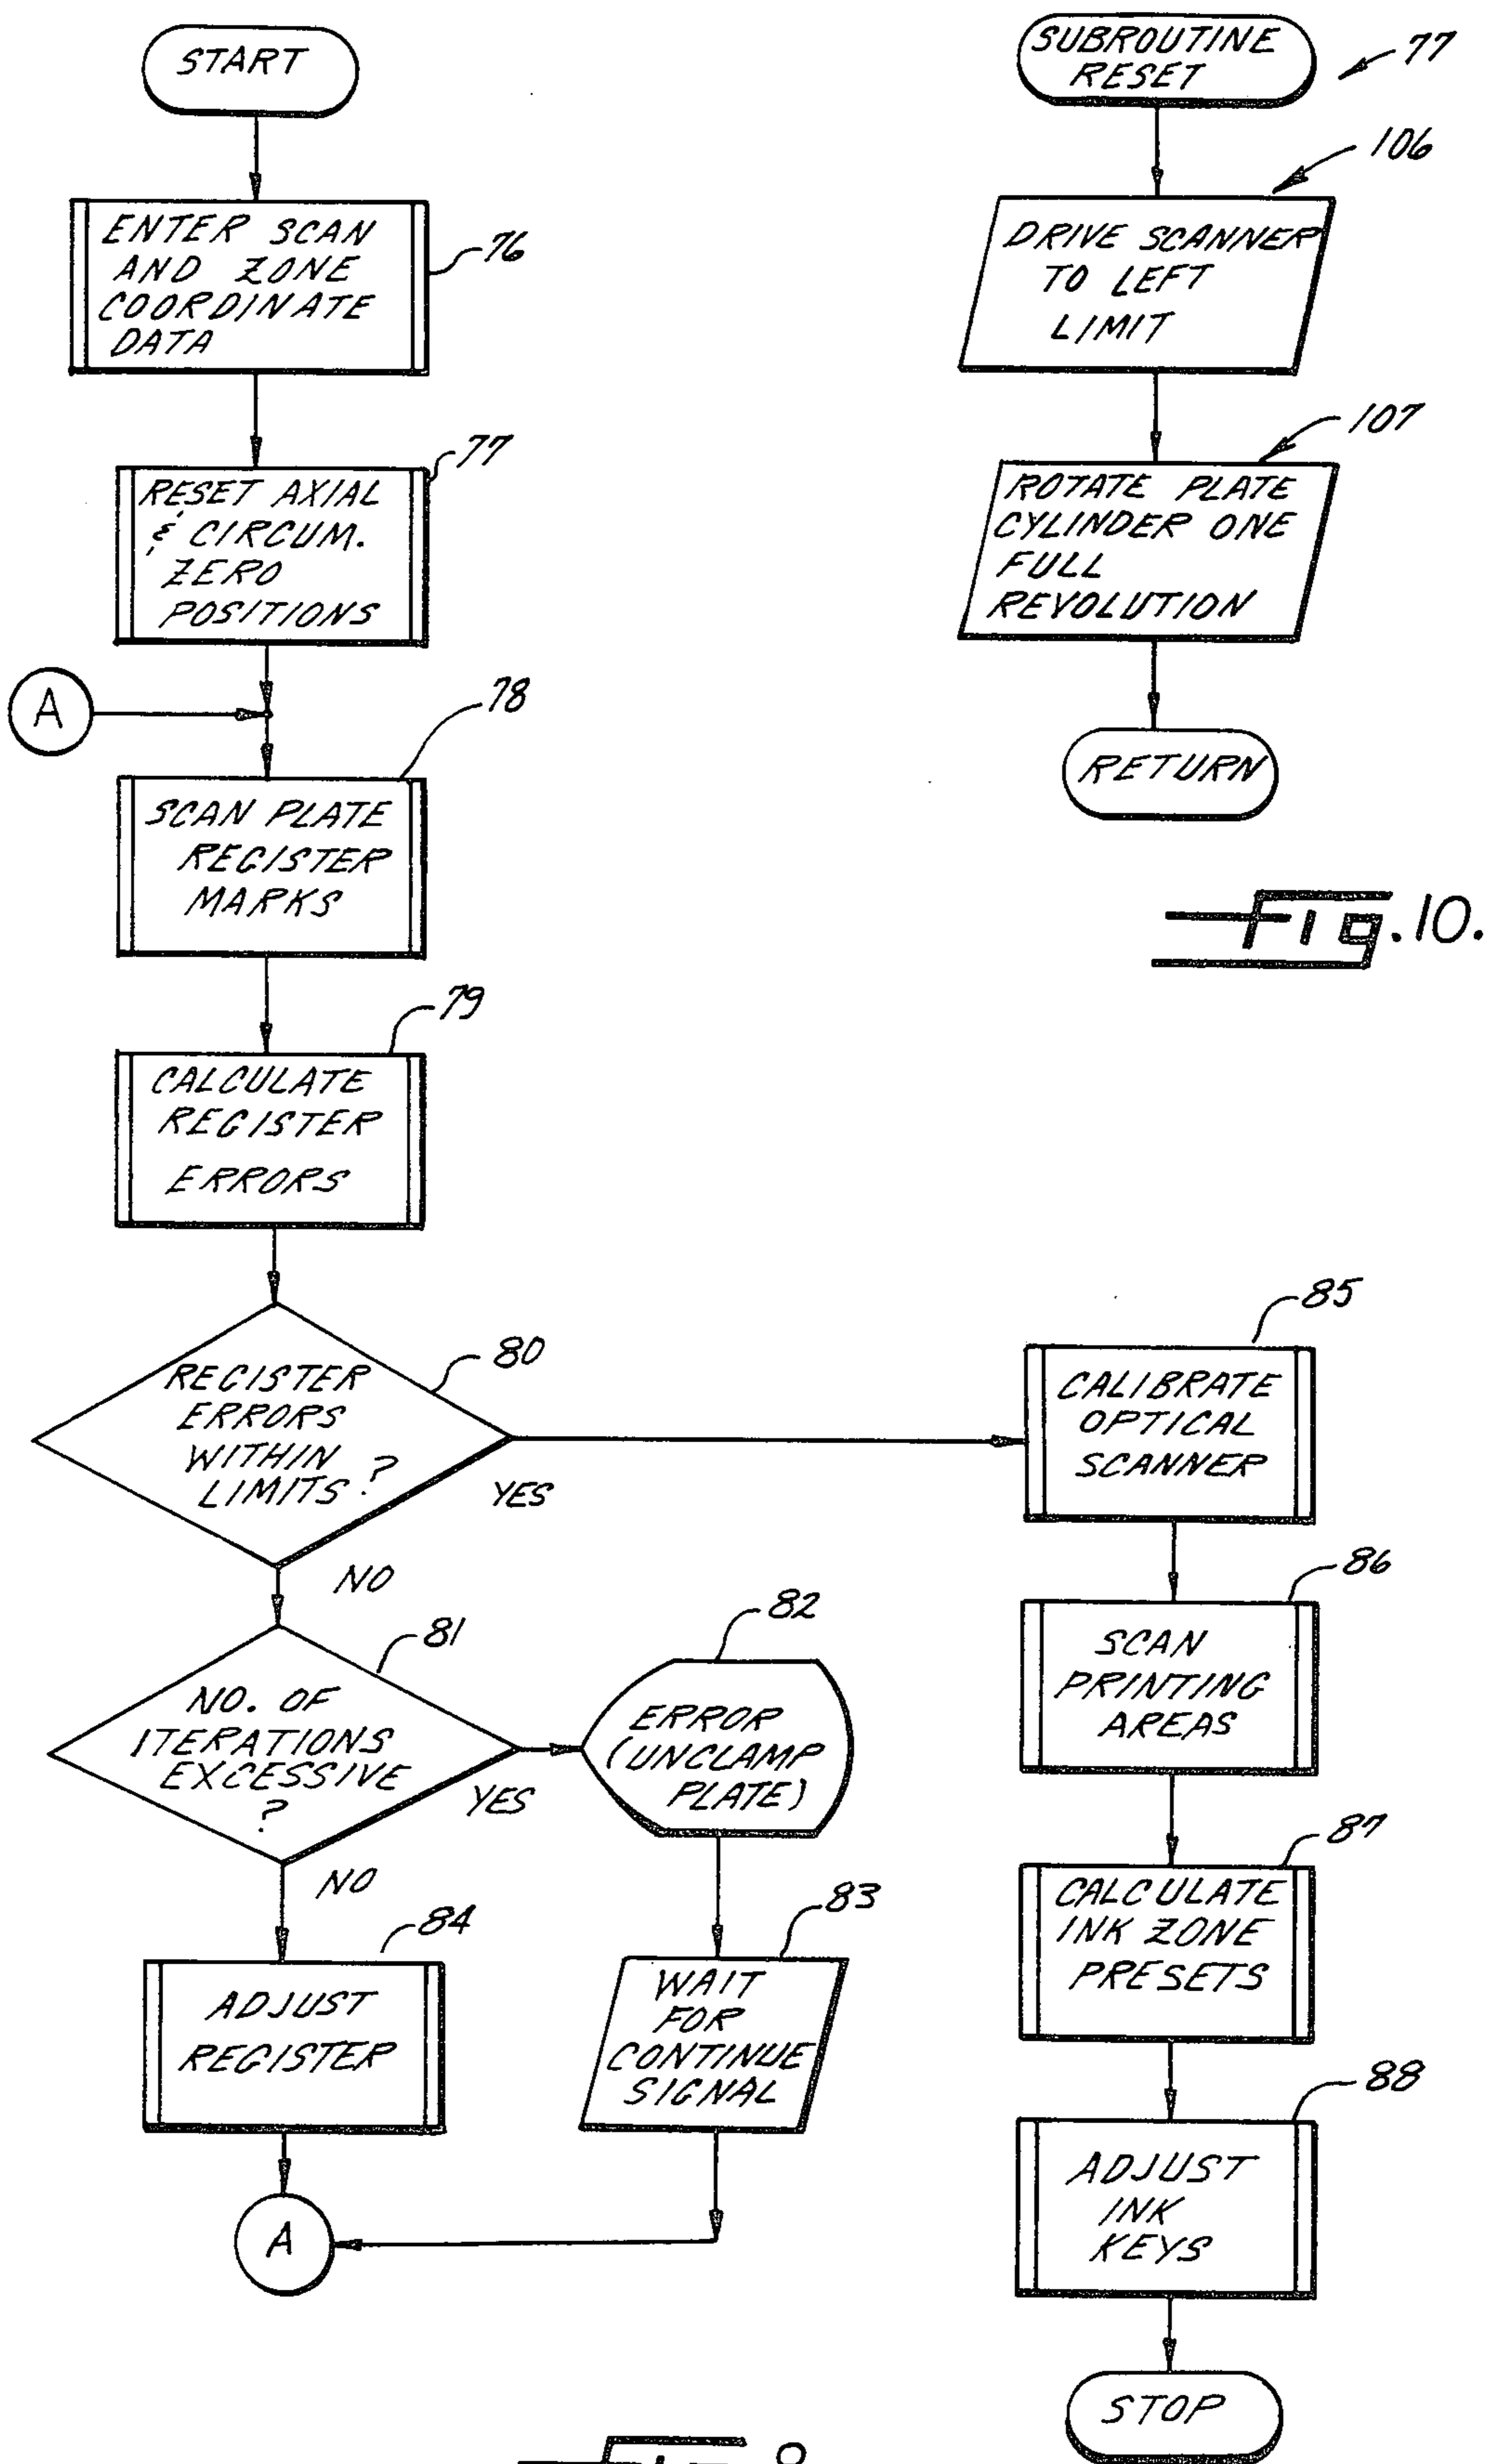 START
ENTER SCAN
AND ZONE
COORDINATE
DATA
76
RESET AXIAL
& CIRCUM.
ZERO
POSITIONS
77
A
78
SCAN PLATE
REGISTER
MARKS
79
CALCULATE
REGISTER
ERRORS
80
REGISTER
ERRORS
WITHIN
LIMITS ?
YES
NO
81
NO. OF
ITERATIONS
EXCESSIVE
?
YES
NO
82
ERROR
(UNCLAMP
PLATE)
83
WAIT
FOR
CONTINUE
SIGNAL
84
ADJUST
REGISTER
A
85
CALIBRATE
OPTICAL
SCANNER
86
SCAN
PRINTING
AREAS
87
CALCULATE
INK ZONE
PRESETS
88
ADJUST
INK
KEYS
STOP
SUBROUTINE
RESET
77
106
DRIVE SCANNER
TO LEFT
LIMIT
107
ROTATE PLATE
CYLINDER ONE
FULL
REVOLUTION
RETURN
Fig. 10.